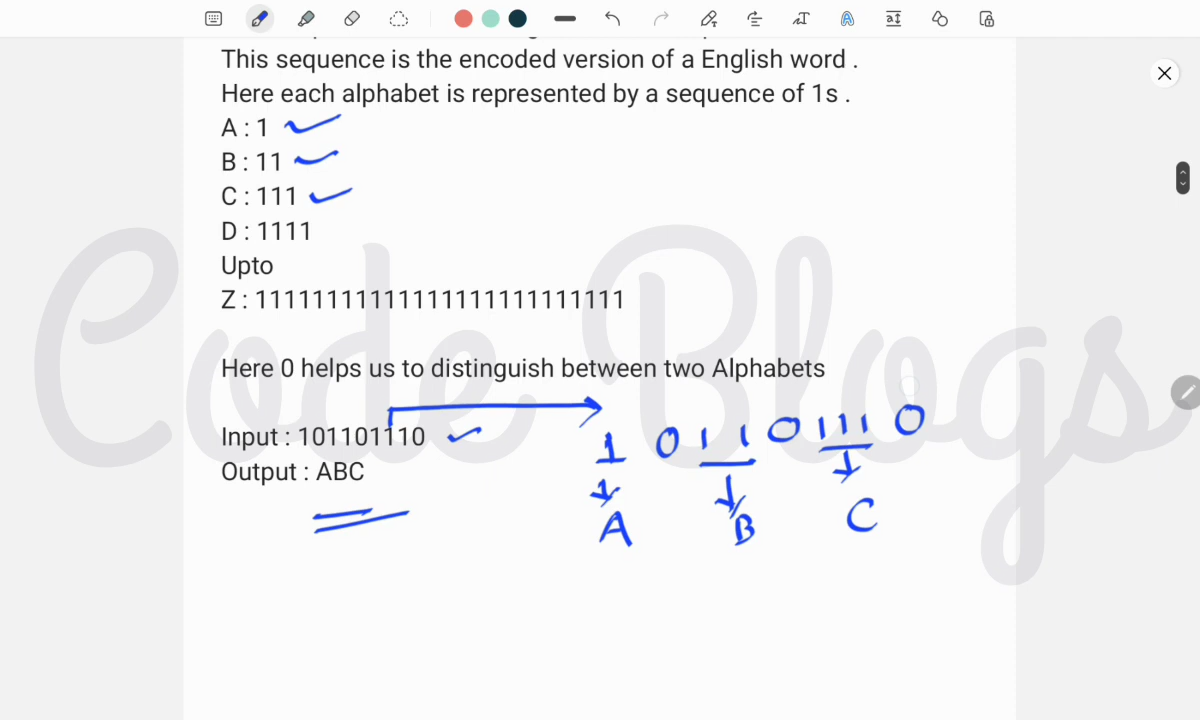 This sequence is the encoded version of a English word .
Here each alphabet is represented by a sequence of 1s .
A : 1
B : 11
C : 111
D : 1111
Upto
Z : 11111111111111111111111111
Here 0 helps us to distinguish between two Alphabets
Input : 101101110
Output : ABC
1 0 1 1 0 1 1 1 0
A B C
Code Blogs